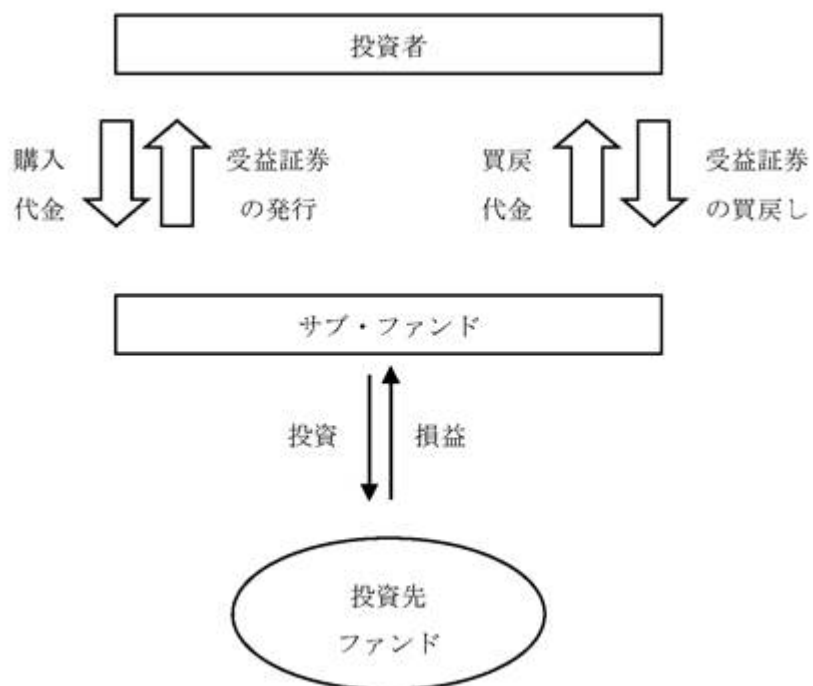 投資者
購入
代金
受益証券
の発行
買戻
代金
受益証券
の買戻し
サブ・ファンド
投資
損益
投資先
ファンド